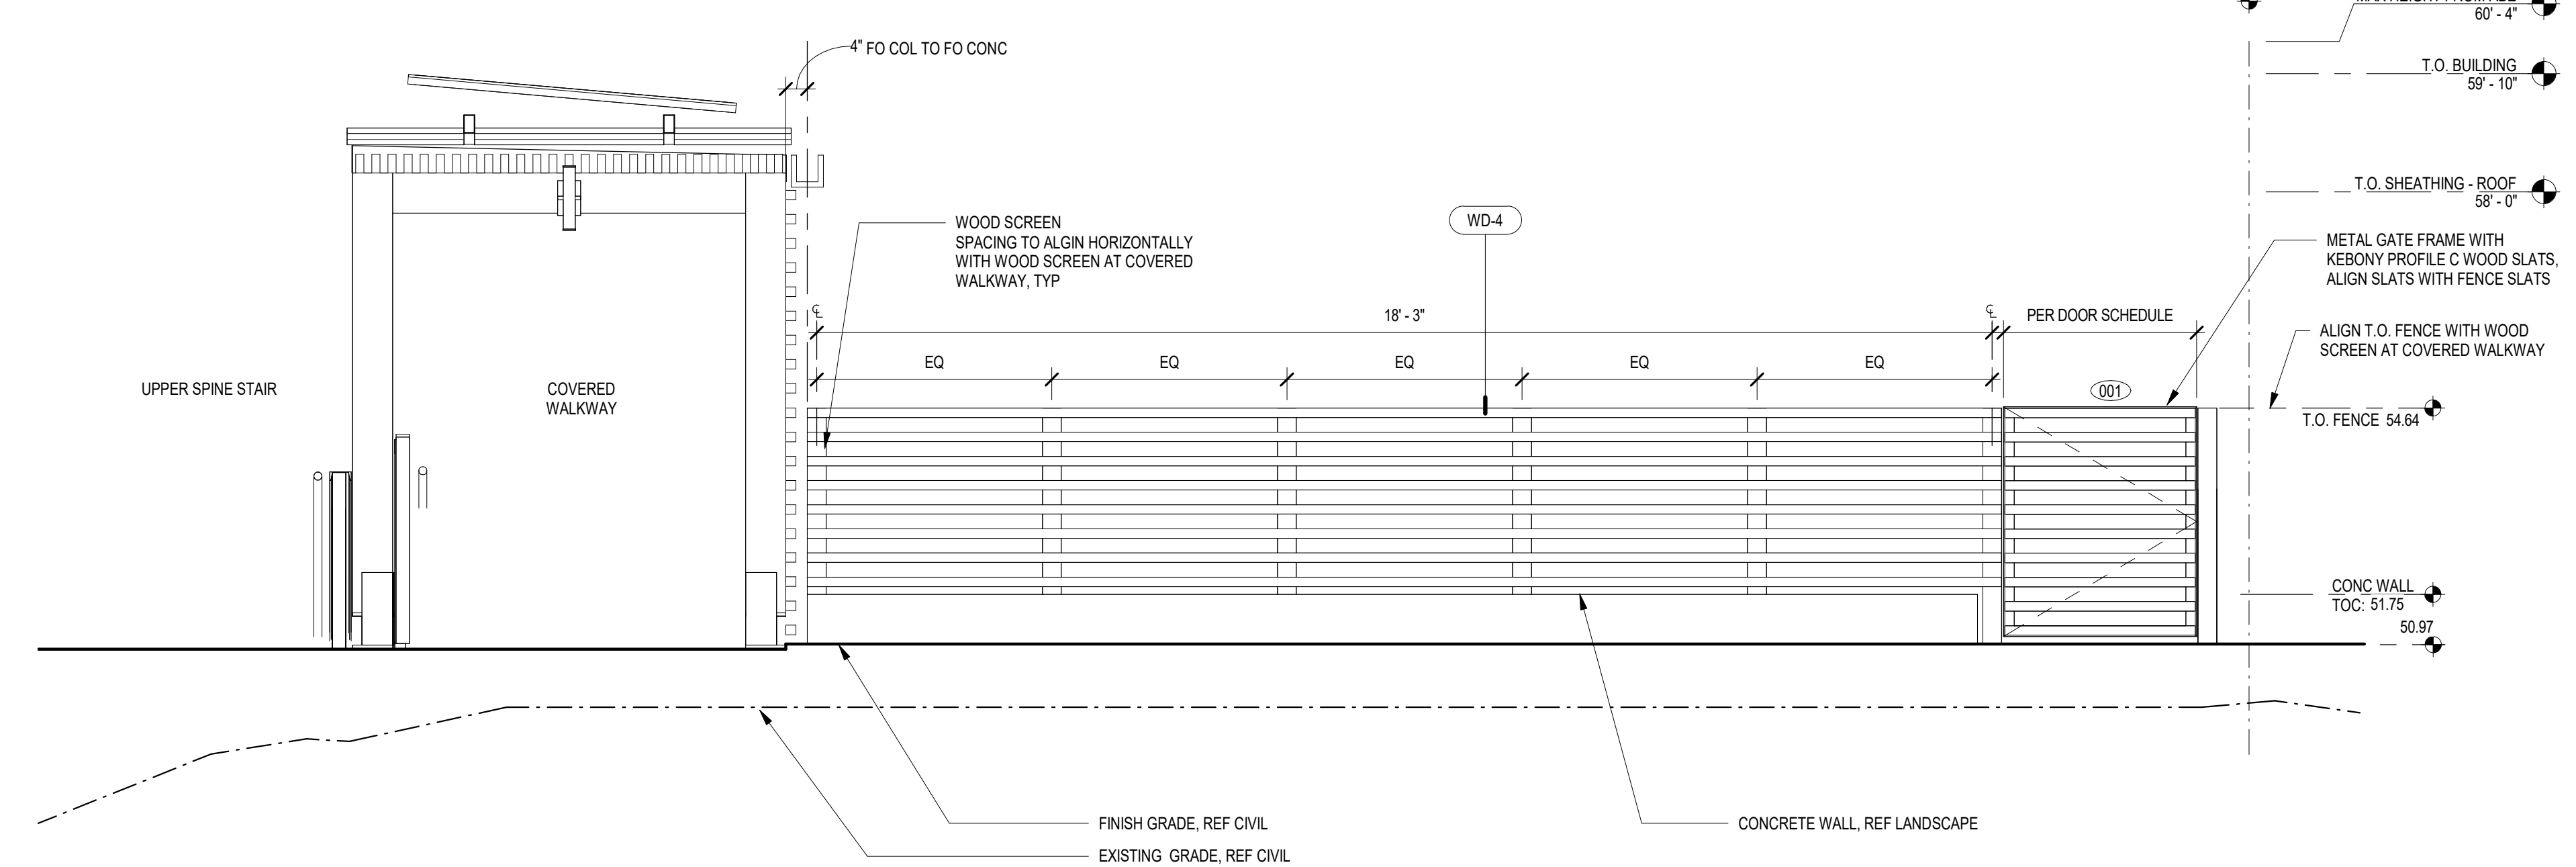 60' - 4"
4" FO COL TO FO CONC
T.O. BUILDING
59' - 10"
T.O. SHEATHING - ROOF
58' - 0"
WOOD SCREEN
SPACING TO ALGIN HORIZONTALLY
WITH WOOD SCREEN AT COVERED
WALKWAY, TYP
WD-4
METAL GATE FRAME WITH
KEBONY PROFILE C WOOD SLATS,
ALIGN SLATS WITH FENCE SLATS
18' - 3"
PER DOOR SCHEDULE
ALIGN T.O. FENCE WITH WOOD
SCREEN AT COVERED WALKWAY
EQ
EQ
EQ
EQ
EQ
UPPER SPINE STAIR
COVERED
WALKWAY
001
T.O. FENCE 54.64
CONC WALL
TOC: 51.75
50.97
FINISH GRADE, REF CIVIL
EXISTING GRADE, REF CIVIL
CONCRETE WALL, REF LANDSCAPE